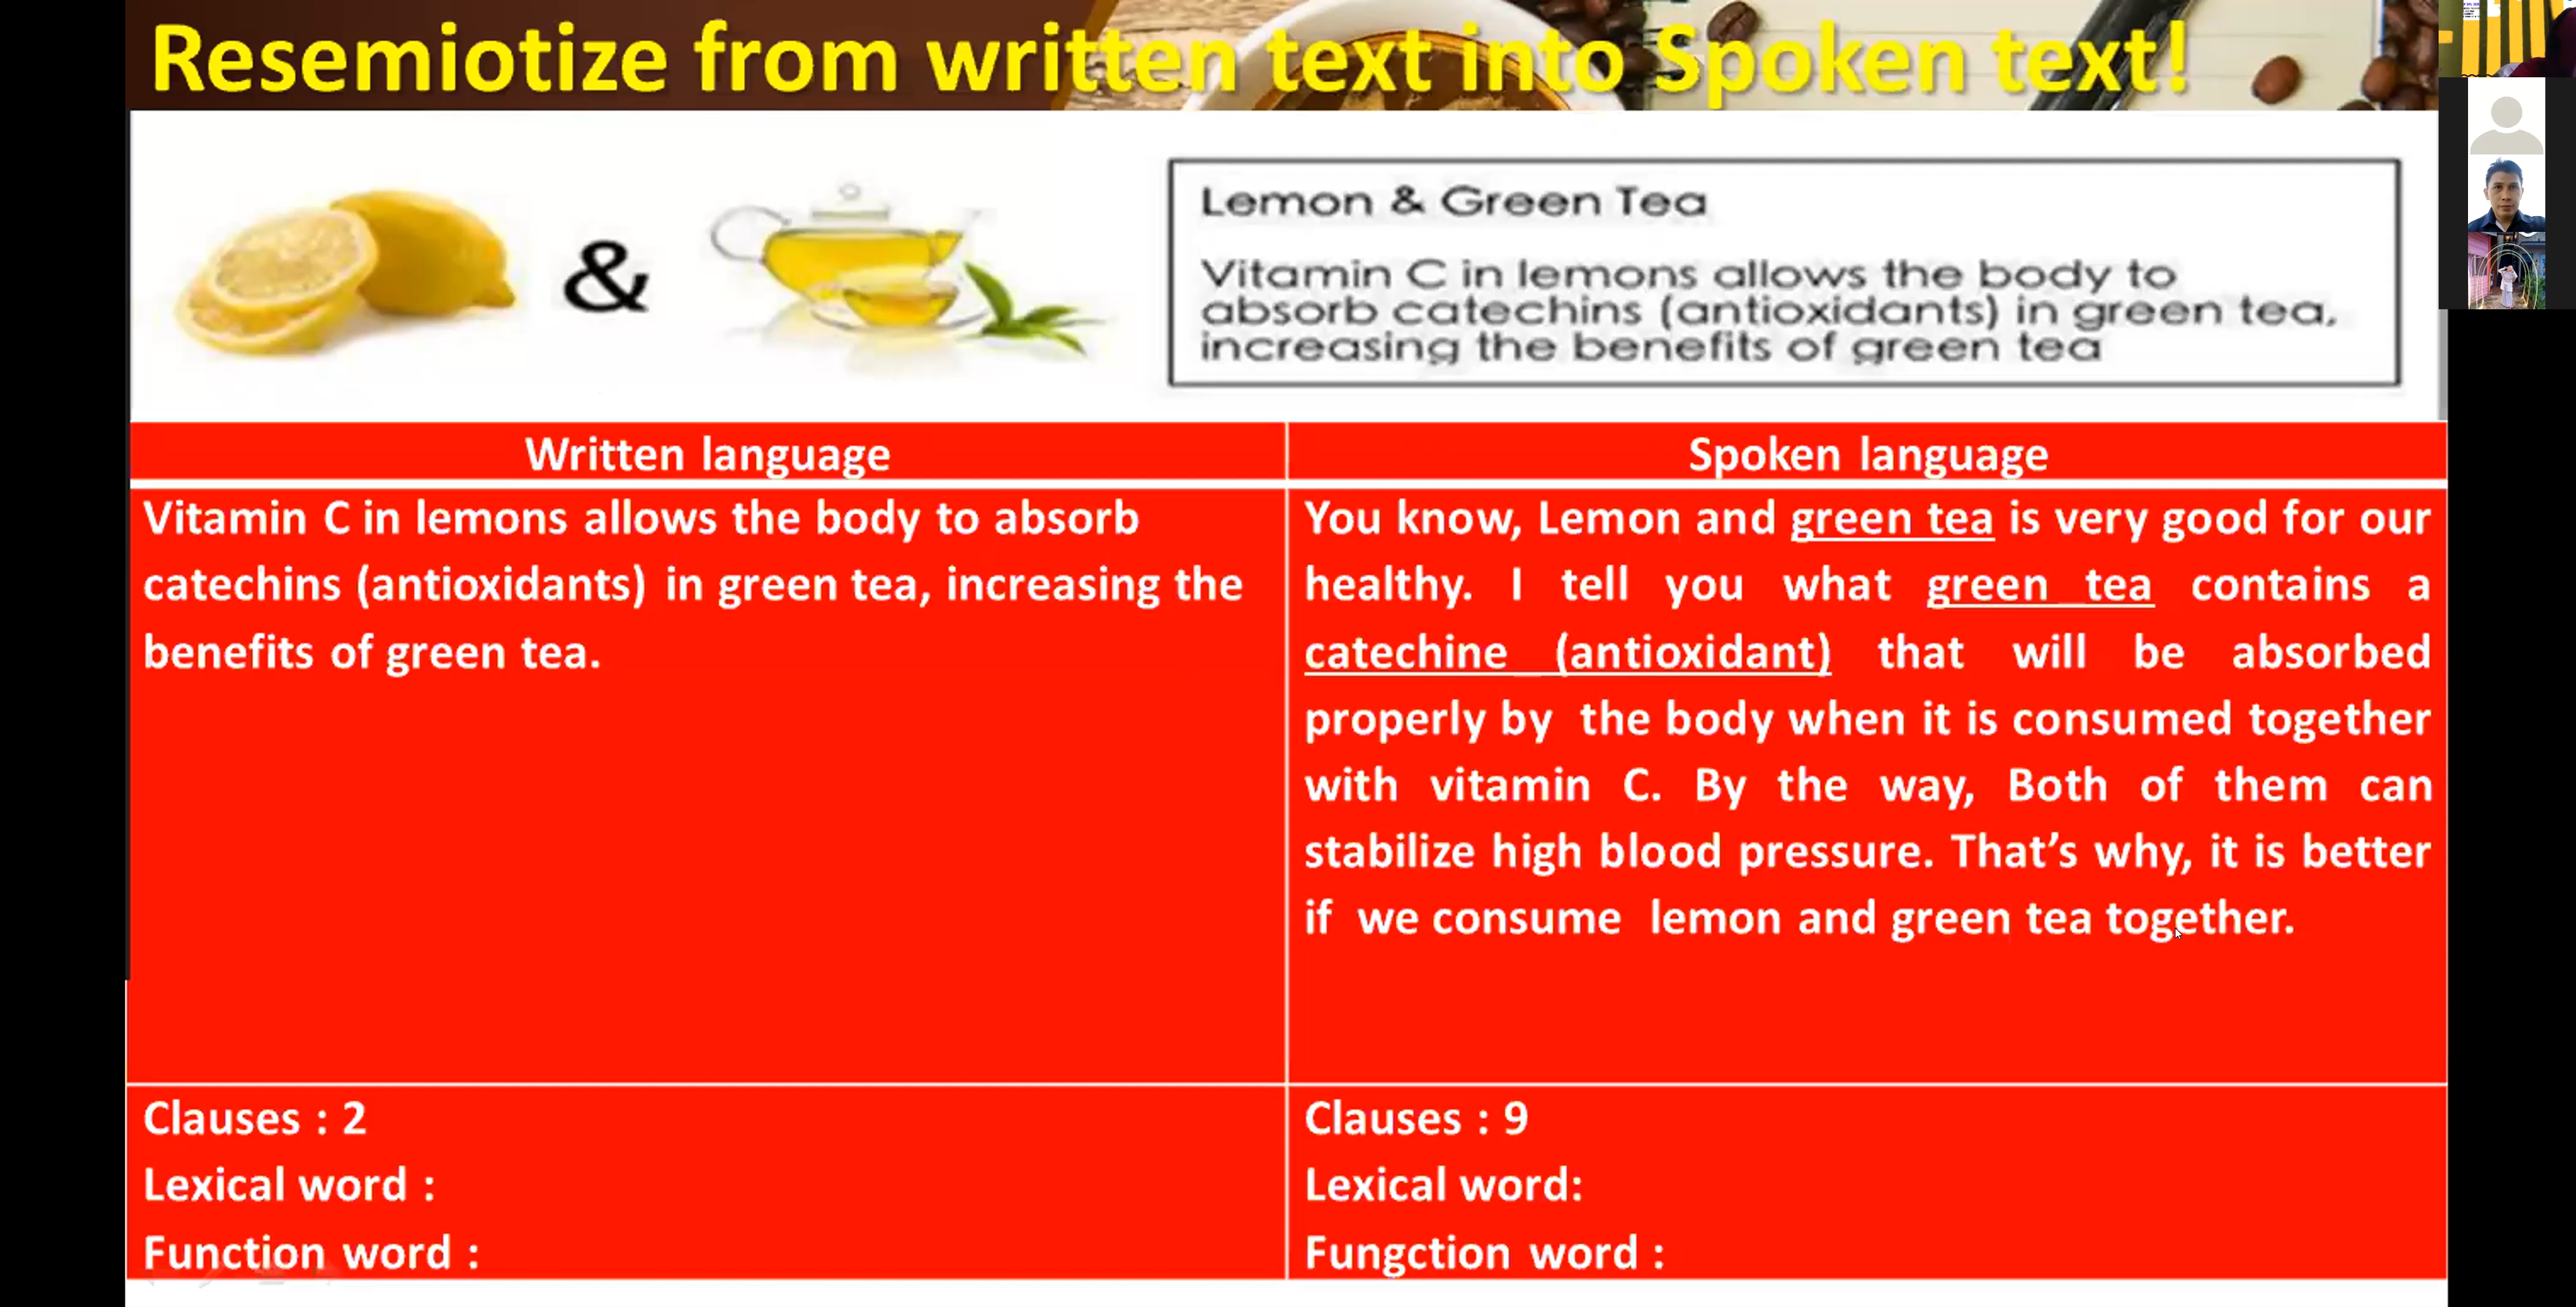 Resemiotize from written text into Spoken text!
&
Lemon & Green Tea
Vitamin C in lemons allows the body to
absorb catechins (antioxidants) in green tea,
increasing the benefits of green tea
Written language
Spoken language
Vitamin C in lemons allows the body to absorb
catechins (antioxidants) in green tea, increasing the
benefits of green tea.
You know, Lemon and green tea is very good for our
healthy. I tell you what green tea contains a
catechine (antioxidant) that will be absorbed
properly by the body when it is consumed together
with vitamin C. By the way, Both of them can
stabilize high blood pressure. That’s why, it is better
if we consume lemon and green tea together.
Clauses : 2
Lexical word :
Function word :
Clauses : 9
Lexical word:
Fungction word :